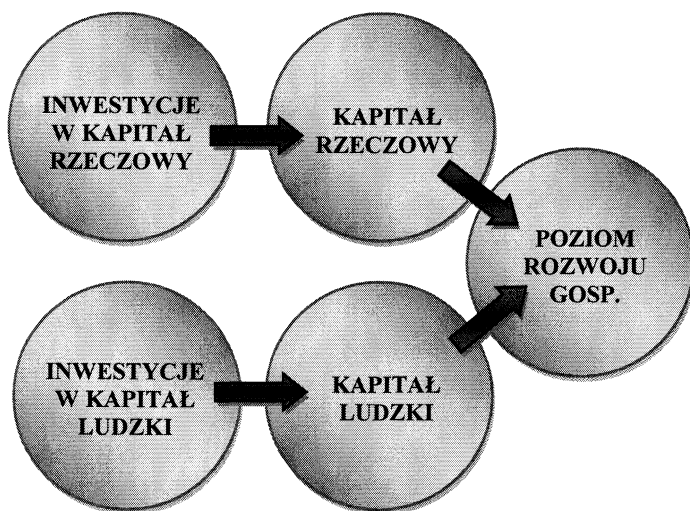 INWESTYCJE
W KAPITAŁ
RZECZOWY
KAPITAŁ
RZECZOWY
POZIOM
ROZWOJU
GOSP.
INWESTYCJE
W KAPITAŁ
LUDZKI
KAPITAŁ
LUDZKI